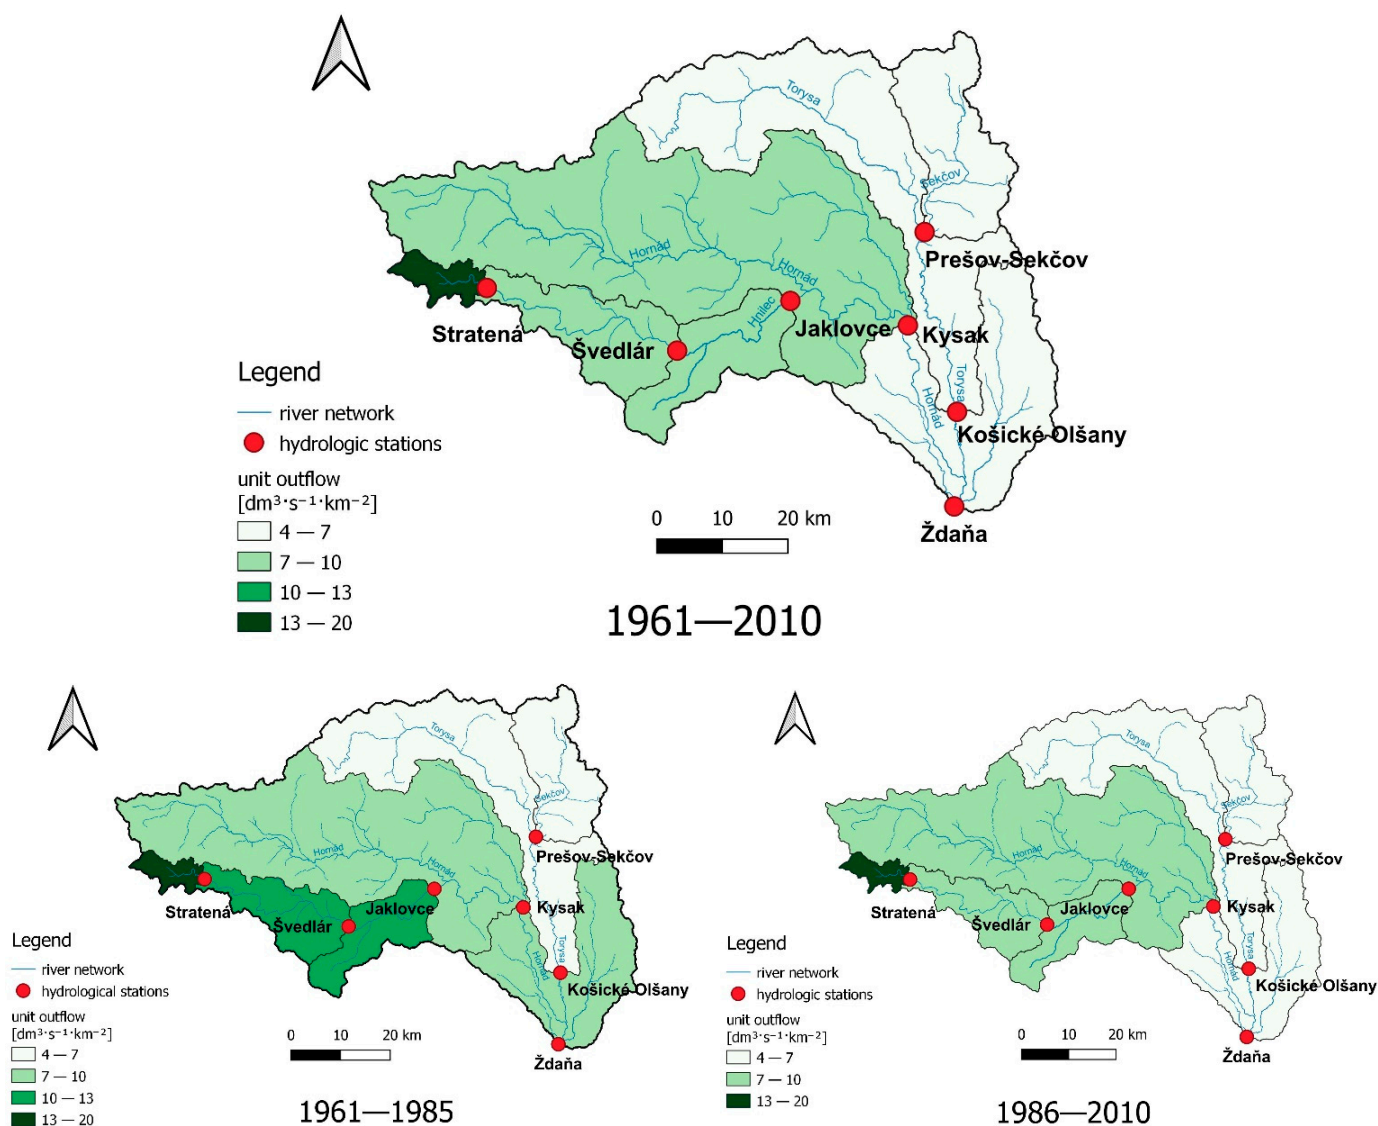 Torysa
Sekčov
Prešov-Sekčov
Hornád
Hornád
Hnilec
Stratená
Švedlár
Jaklovce
Kysak
Torysa
Hornád
Košické Olšany
Ždaňa
Legend
river network
hydrologic stations
unit outflow
[dm³·s⁻¹·km⁻²]
4 — 7
7 — 10
10 — 13
13 — 20
0 10 20 km
1961—2010
Torysa
Sekčov
Prešov-Sekčov
Hornád
Hornád
Stratená
Jaklovce
Kysak
Švedlár
Torysa
Hornád
Košické Olšany
Ždaňa
Legend
river network
hydrological stations
unit outflow
[dm³·s⁻¹·km⁻²]
4 — 7
7 — 10
10 — 13
13 — 20
0 10 20 km
1961—1985
Torysa
Sekčov
Prešov-Sekčov
Hornád
Hornád
Stratená
Jaklovce
Kysak
Švedlár
Torysa
Hornád
Košické Olšany
Ždaňa
Legend
river network
hydrologic stations
unit outflow
[dm³·s⁻¹·km⁻²]
4 — 7
7 — 10
13 — 20
0 10 20 km
1986—2010